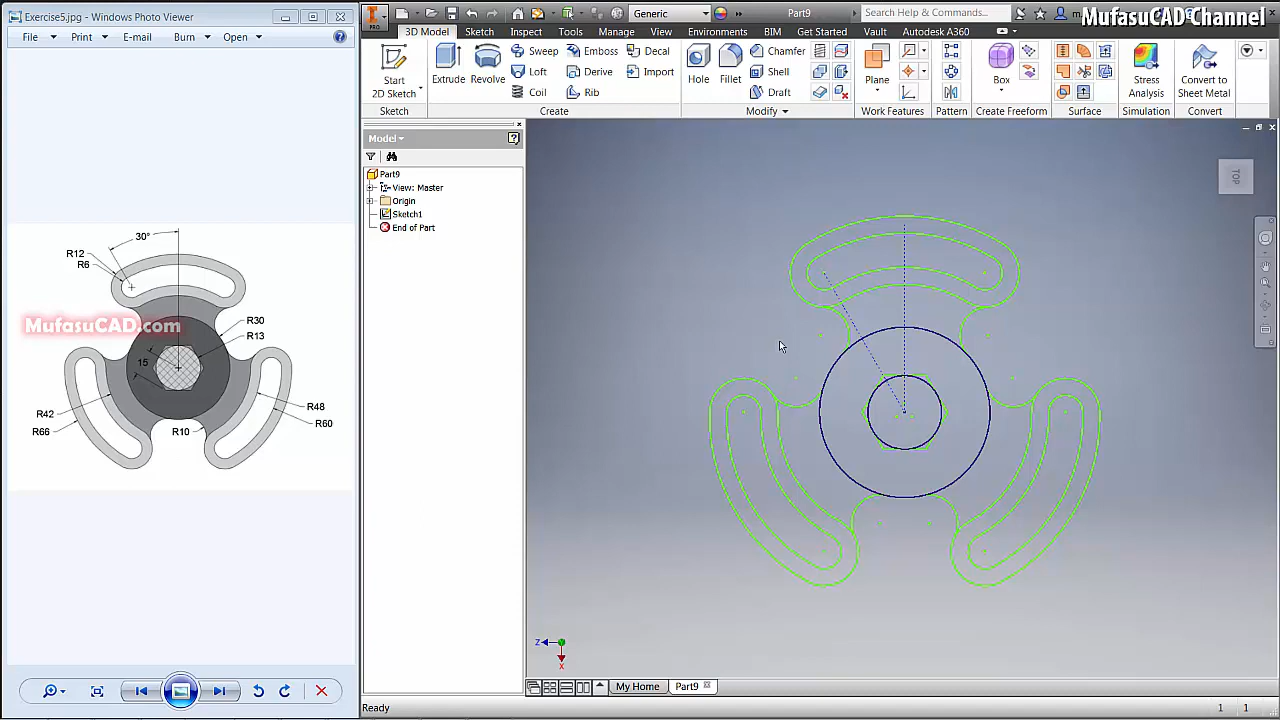 Exercise5.jpg - Windows Photo Viewer
File Print E-mail Burn Open
30°
R12
R6
MufasuCAD.com
R30
R13
15
R42
R66
R48
R60
R10
PRO
Generic
Part9
Search Help & Commands...
MufasuCAD Channel
3D Model Sketch Inspect Tools Manage View Environments BIM Get Started Vault Autodesk A360
Start
2D Sketch
Sketch
Extrude
Revolve
Sweep
Loft
Coil
Emboss
Derive
Rib
Decal
Import
Create
Hole
Fillet
Chamfer
Shell
Draft
Modify
Plane
Work Features
Pattern
Box
Create Freeform
Surface
Stress
Analysis
Simulation
Convert to
Sheet Metal
Convert
Model
Part9
View: Master
Origin
Sketch1
End of Part
TOP
Z
X
My Home Part9
Ready
1 1